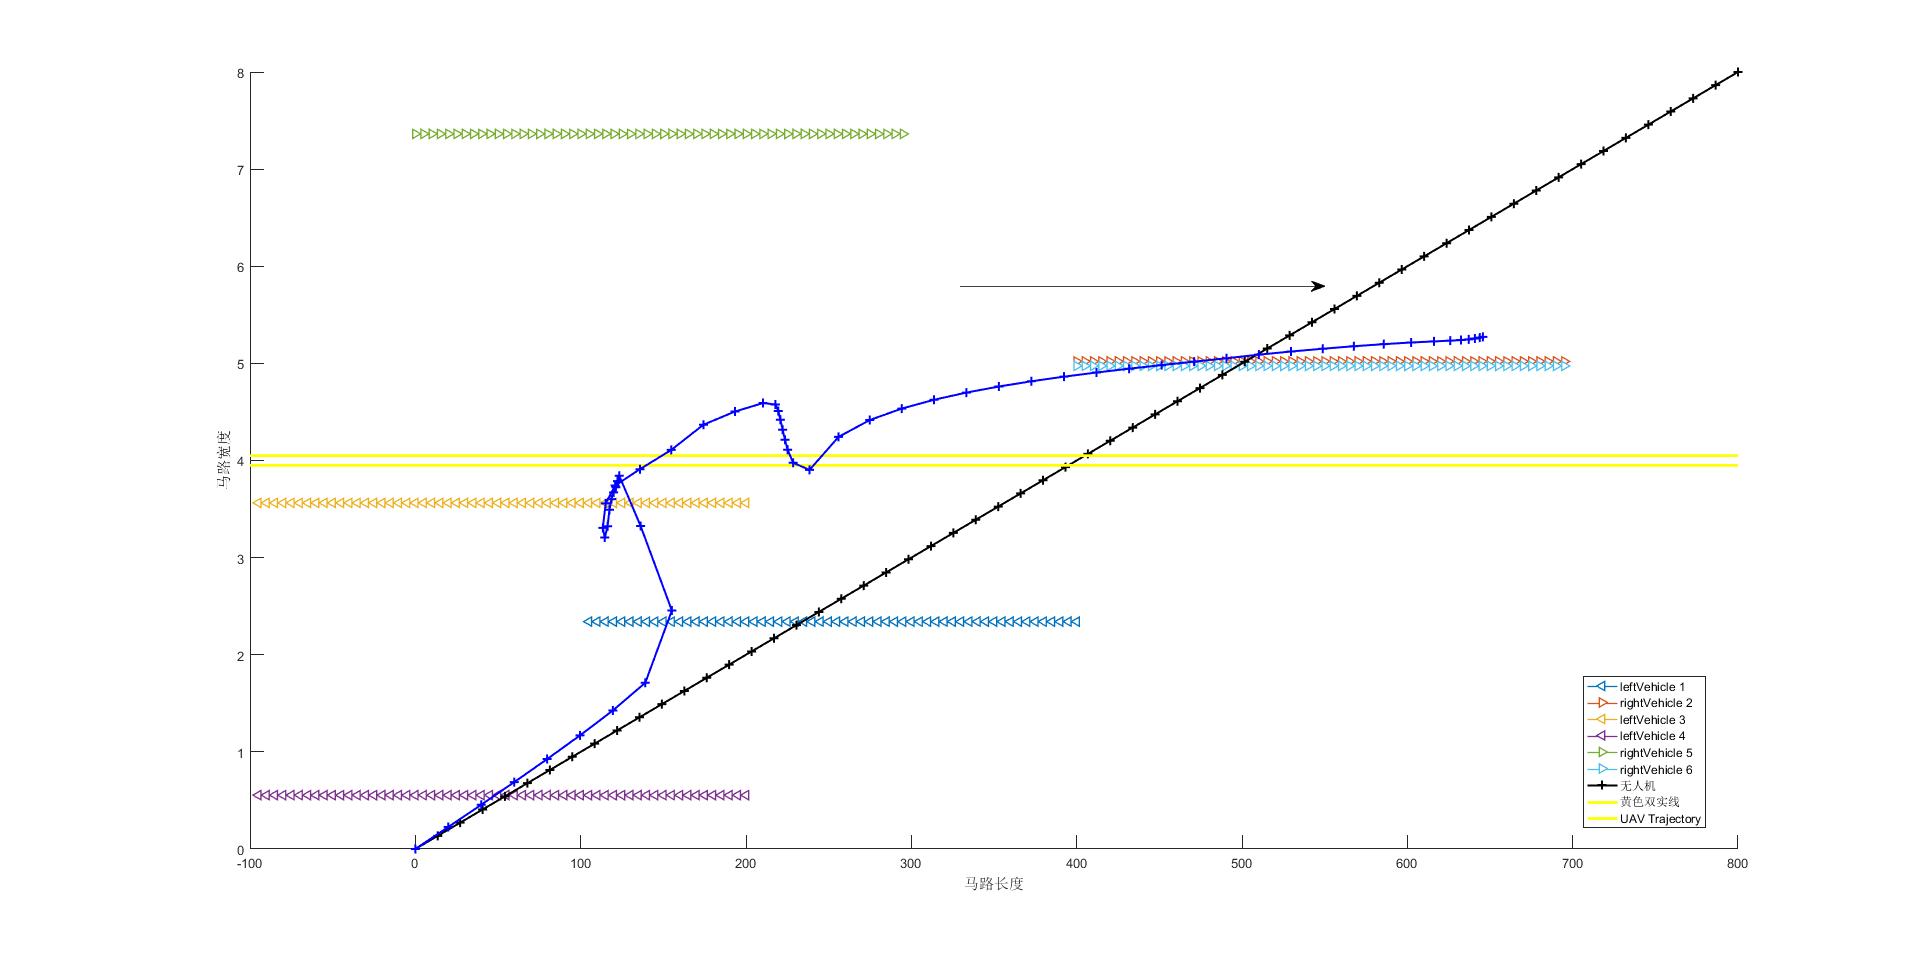 8
7
6
5
4
3
2
1
0
马路宽度
-100 0 100 200 300 400 500 600 700 800
马路长度
leftVehicle 1
rightVehicle 2
leftVehicle 3
leftVehicle 4
rightVehicle 5
rightVehicle 6
无人机
黄色双实线
UAV Trajectory